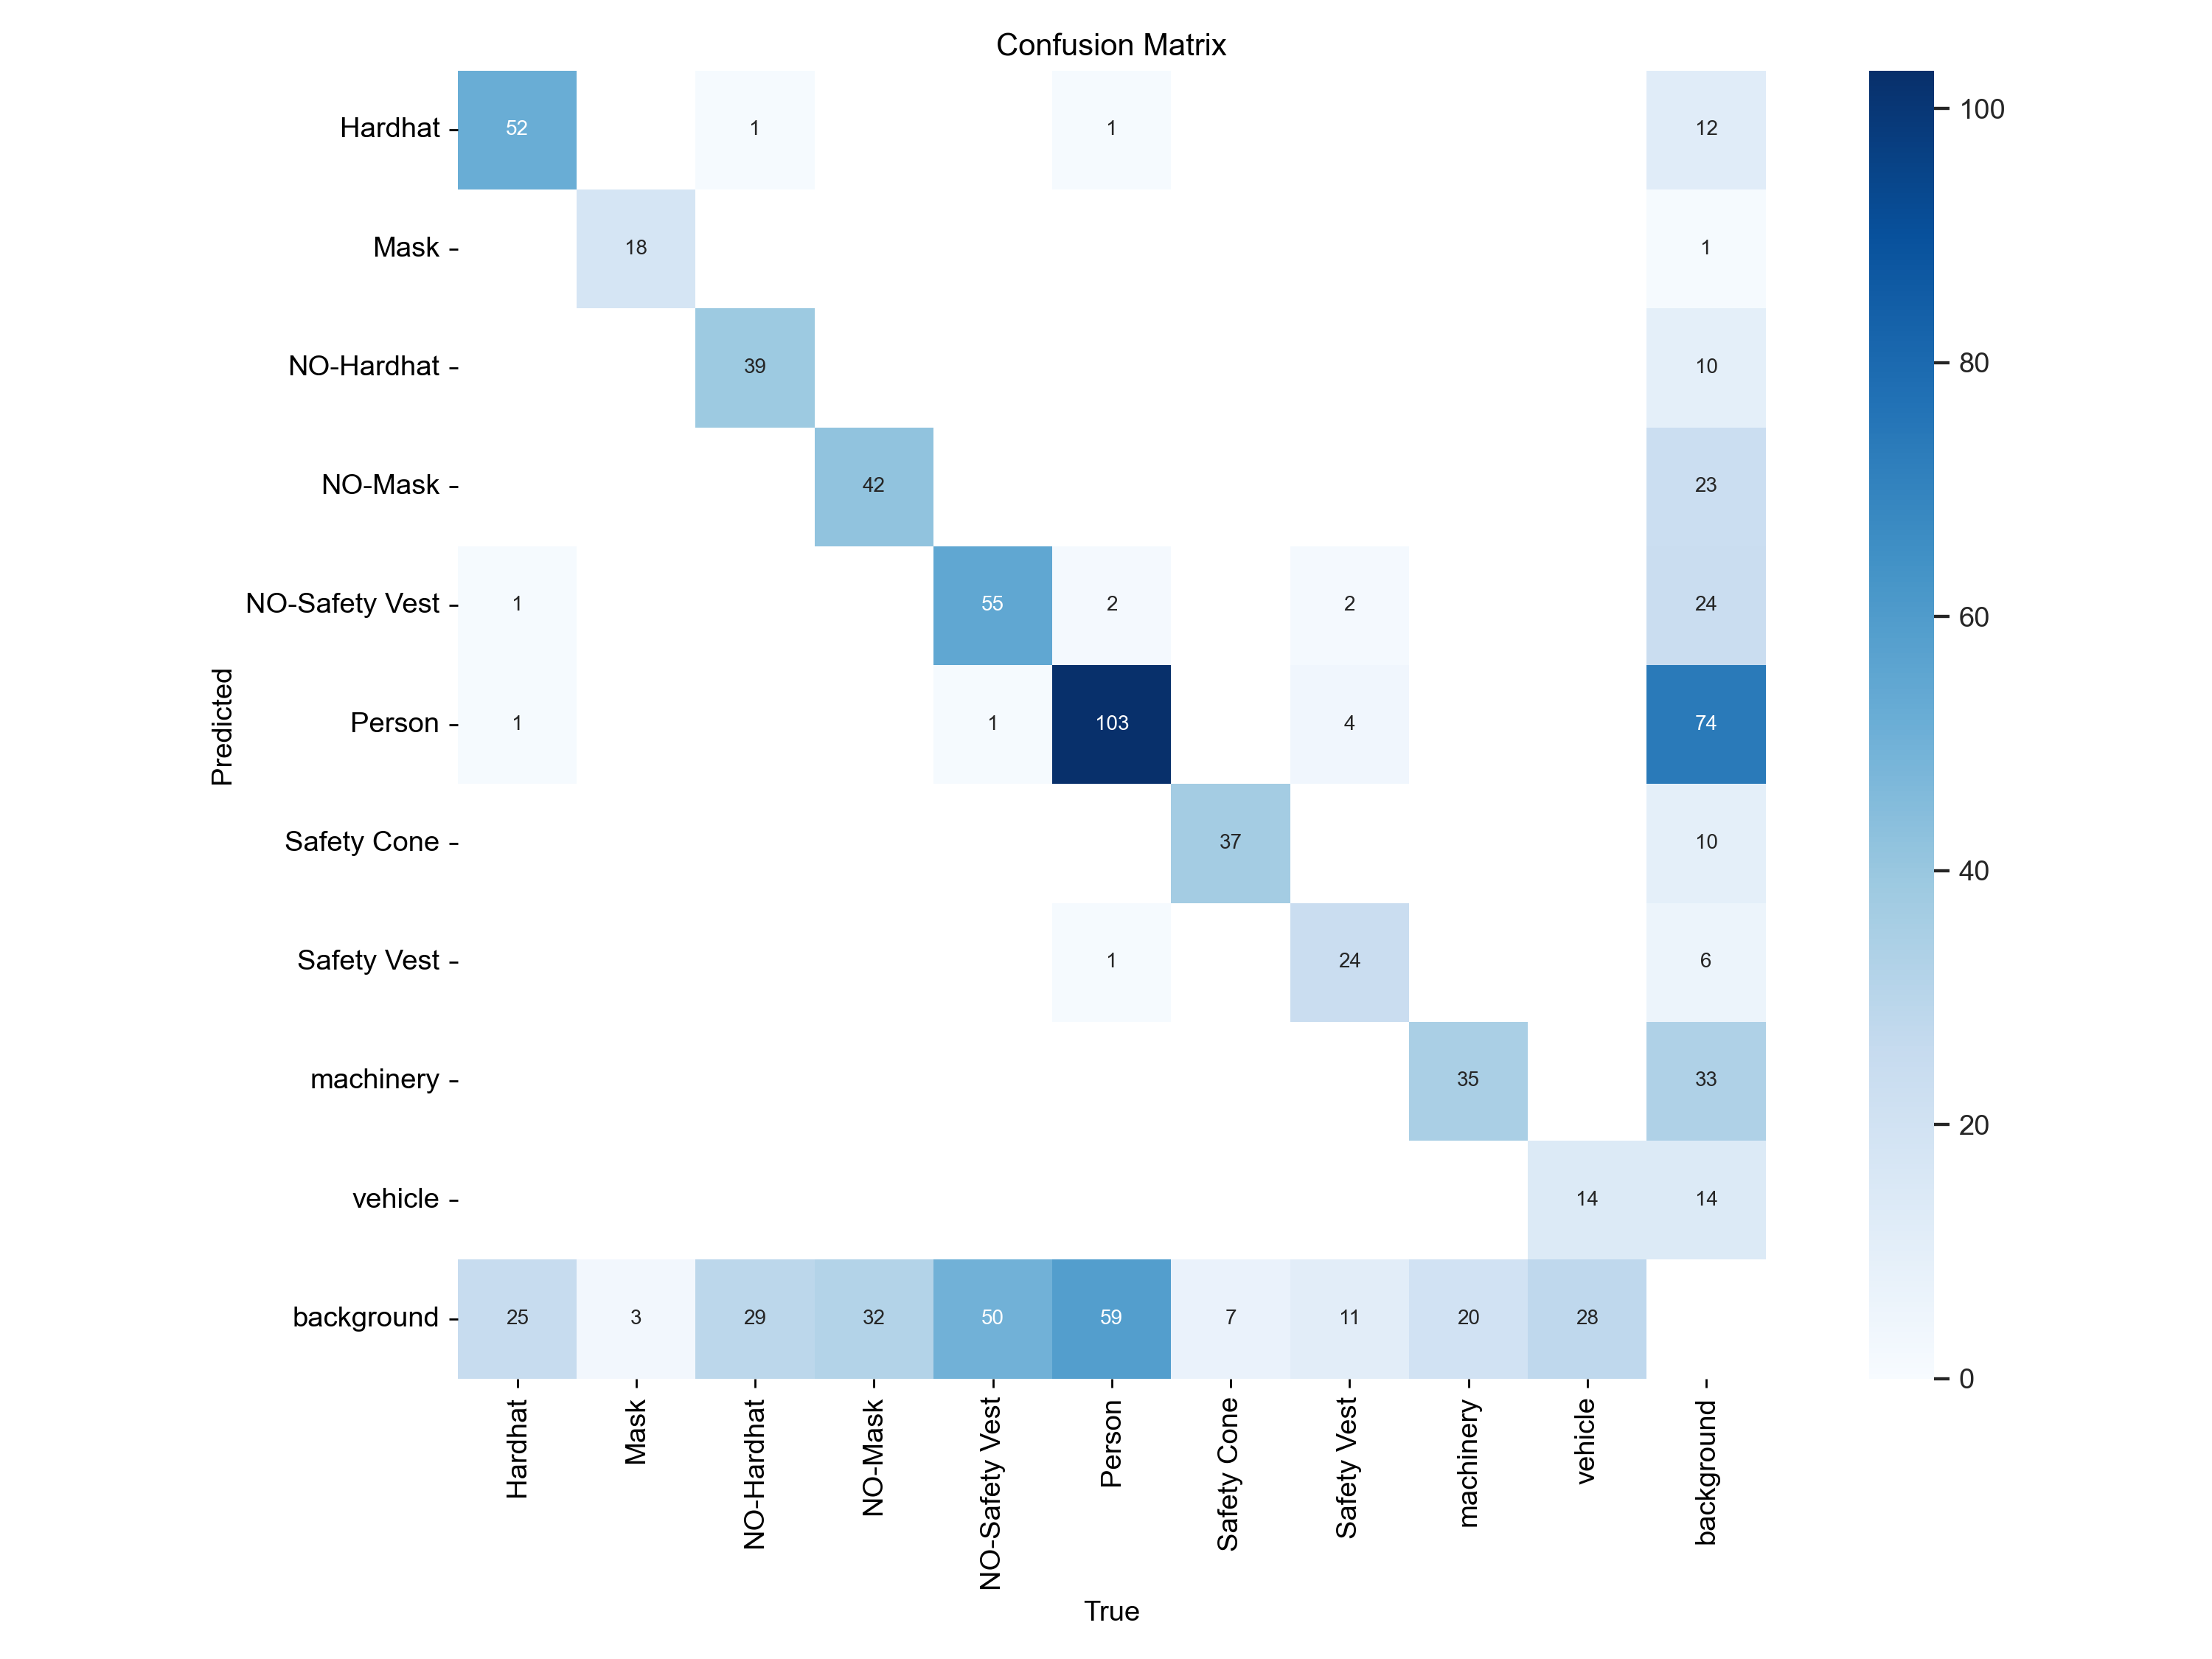 Confusion Matrix
Hardhat 52 1 1 12
Mask 18 1
NO-Hardhat 39 10
NO-Mask 42 23
NO-Safety Vest 1 55 2 2 24
Person 1 1 103 4 74
Safety Cone 37 10
Safety Vest 1 24 6
machinery 35 33
vehicle 14 14
background 25 3 29 32 50 59 7 11 20 28
Predicted
Hardhat
Mask
NO-Hardhat
NO-Mask
NO-Safety Vest
Person
Safety Cone
Safety Vest
machinery
vehicle
background
True
100
80
60
40
20
0